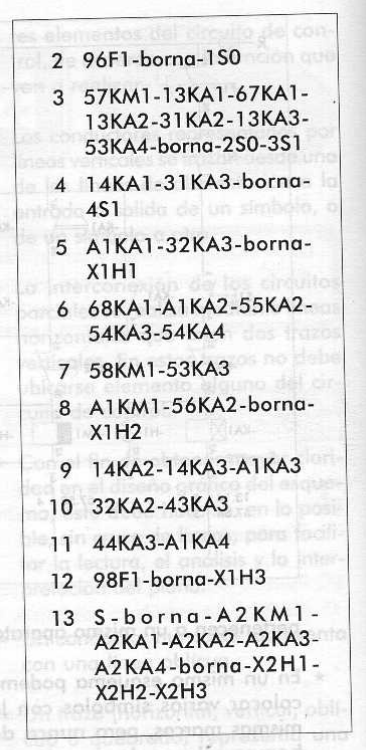 2 96F1-borna-1S0
3 57KM1-13KA1-67KA1-
13KA2-31KA2-13KA3-
53KA4-borna-2S0-3S1
4 14KA1-31KA3-borna-
4S1
5 A1KA1-32KA3-borna-
X1H1
6 68KA1-A1KA2-55KA2-
54KA3-54KA4
7 58KM1-53KA3
8 A1KM1-56KA2-borna-
X1H2
9 14KA2-14KA3-A1KA3
10 32KA2-43KA3
11 44KA3-A1KA4
12 98F1-borna-X1H3
13 S-borna-A2KM1-
A2KA1-A2KA2-A2KA3-
A2KA4-borna-X2H1-
X2H2-X2H3